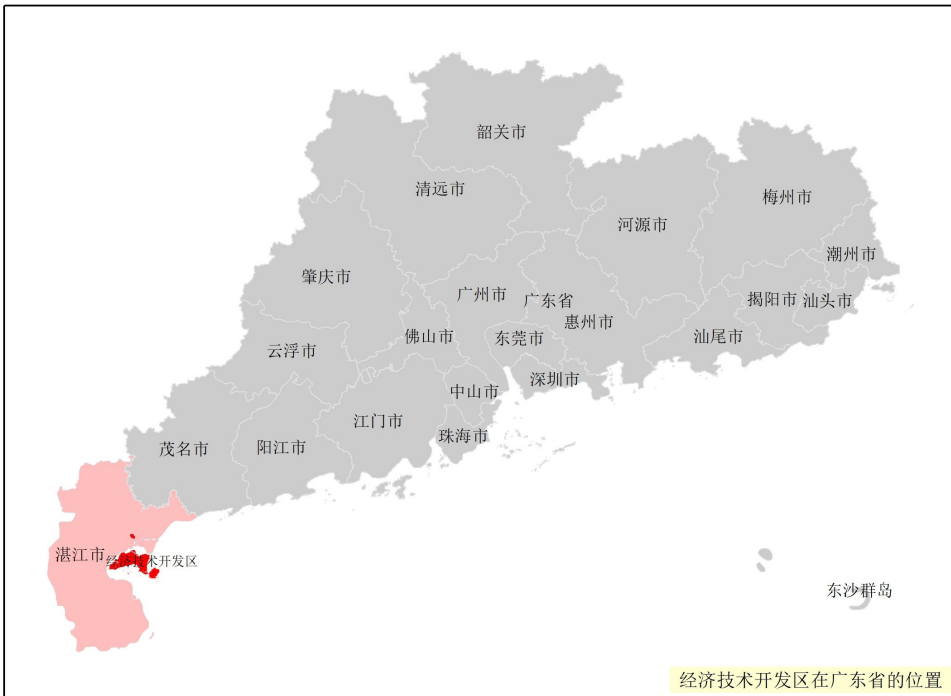 韶关市
清远市
梅州市
河源市
潮州市
肇庆市
广州市
广东省
揭阳市
汕头市
惠州市
佛山市
东莞市
汕尾市
云浮市
深圳市
中山市
江门市
珠海市
茂名市
阳江市
湛江市
经济技术开发区
东沙群岛
经济技术开发区在广东省的位置